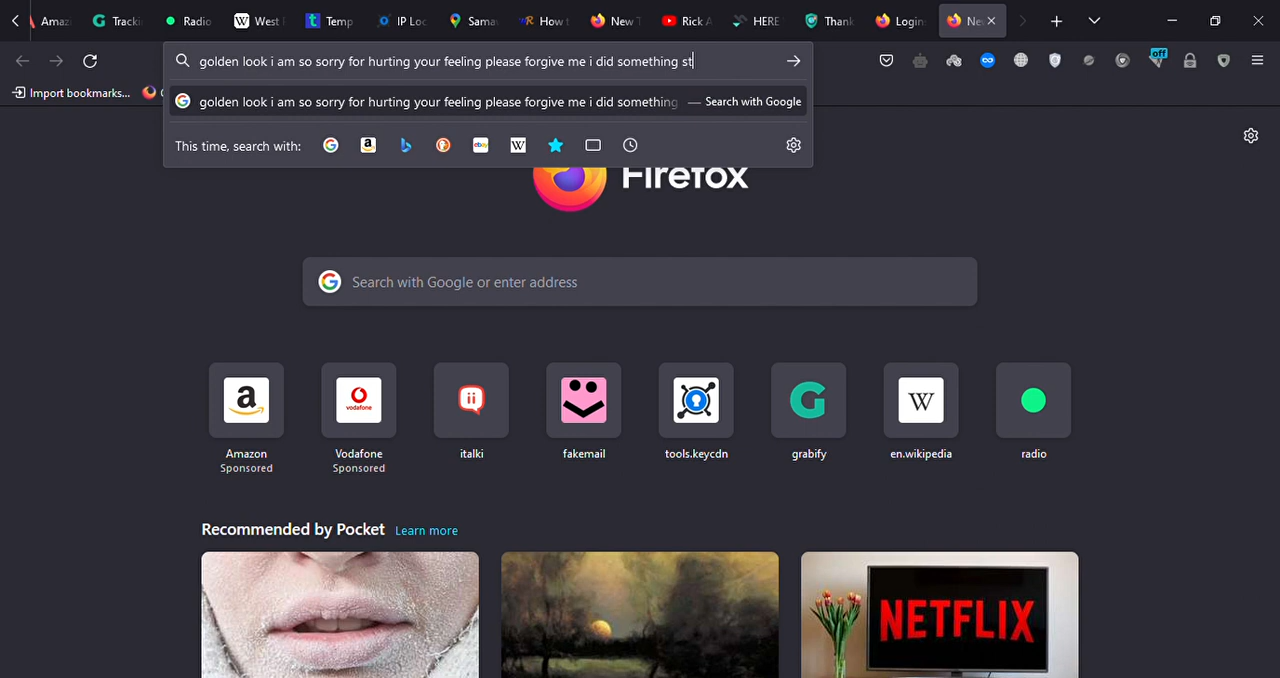 Amaz
Tracki
Radio
West
Temp
IP Loc
Sama
How t
New T
Rick A
HERE
Thank
Login
Ne
golden look i am so sorry for hurting your feeling please forgive me i did something st
off
Import bookmarks...
golden look i am so sorry for hurting your feeling please forgive me i did something — Search with Google
This time, search with:
ebay
W
Firefox
Search with Google or enter address
Amazon
Sponsored
vodafone
Vodafone
Sponsored
italki
fakemail
tools.keycdn
grabify
W
en.wikipedia
radio
Recommended by Pocket Learn more
NETFLIX